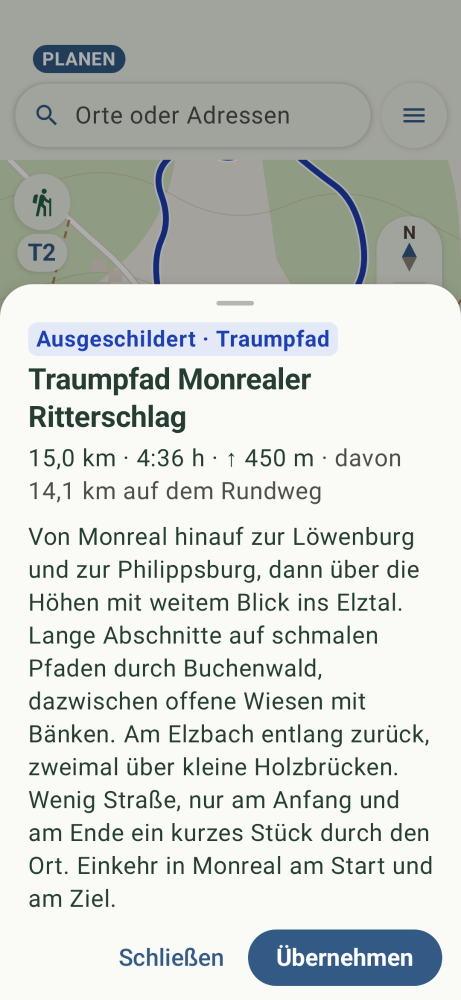 PLANEN
Orte oder Adressen
T2
N
Ausgeschildert · Traumpfad
Traumpfad Monrealer
Ritterschlag
15,0 km · 4:36 h · ↑ 450 m · davon
14,1 km auf dem Rundweg
Von Monreal hinauf zur Löwenburg
und zur Philippsburg, dann über die
Höhen mit weitem Blick ins Elztal.
Lange Abschnitte auf schmalen
Pfaden durch Buchenwald,
dazwischen offene Wiesen mit
Bänken. Am Elzbach entlang zurück,
zweimal über kleine Holzbrücken.
Wenig Straße, nur am Anfang und
am Ende ein kurzes Stück durch den
Ort. Einkehr in Monreal am Start und
am Ziel.
Schließen
Übernehmen